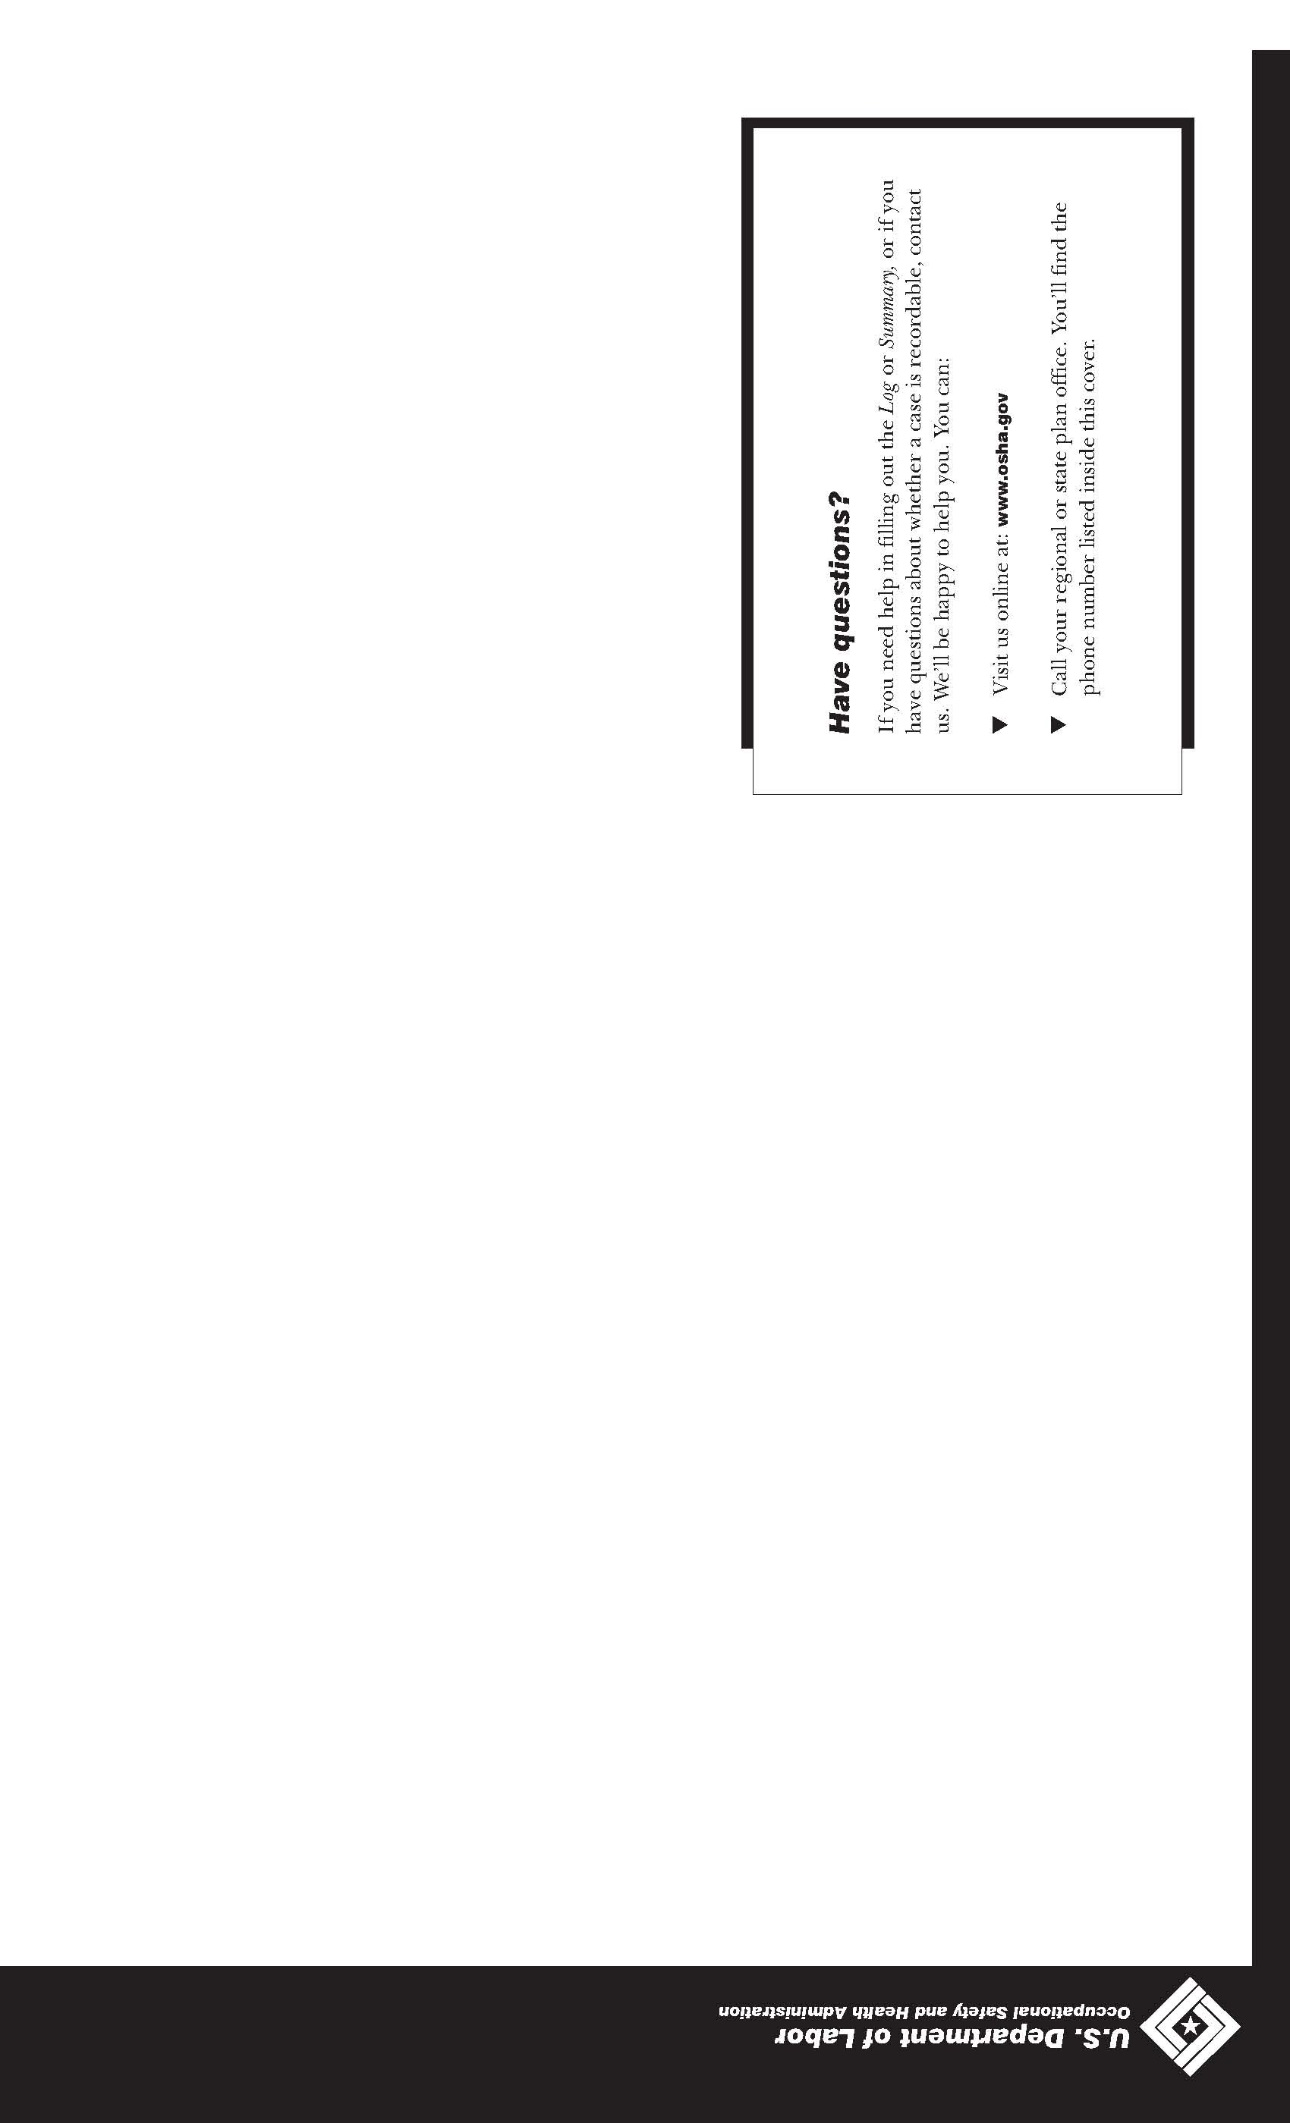 Have questions?
If you need help in filling out the Log or Summary, or if you
have questions about whether a case is recordable, contact
us. We’ll be happy to help you. You can:
▼ Visit us online at: www.osha.gov
▼ Call your regional or state plan office. You’ll find the
phone number listed inside this cover.
U.S. Department of Labor
Occupational Safety and Health Administration